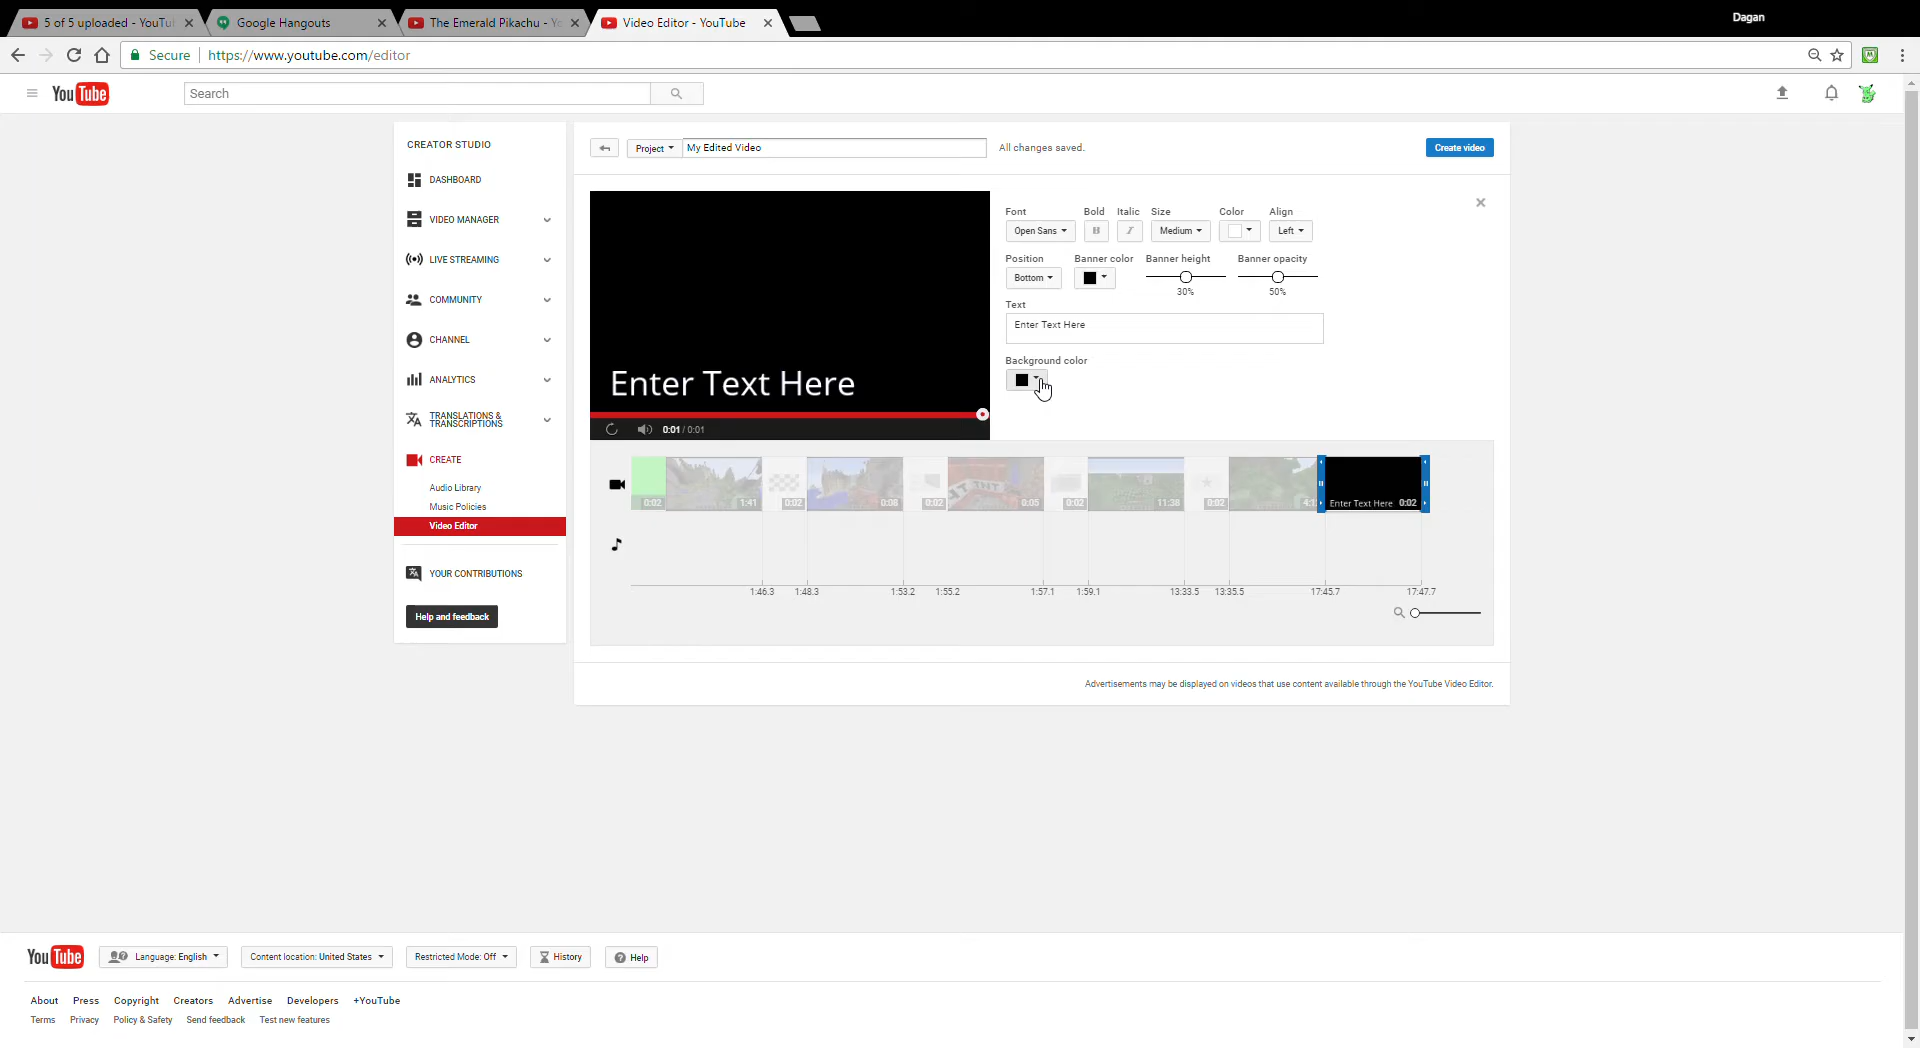 5 of 5 uploaded - YouTu
Google Hangouts
The Emerald Pikachu - Yo
Video Editor - YouTube
Dagan
Secure
https://www.youtube.com/editor
YouTube
Search
CREATOR STUDIO
DASHBOARD
VIDEO MANAGER
LIVE STREAMING
COMMUNITY
CHANNEL
ANALYTICS
TRANSLATIONS &
TRANSCRIPTIONS
CREATE
Audio Library
Music Policies
Video Editor
YOUR CONTRIBUTIONS
Help and feedback
Project
My Edited Video
All changes saved.
Create video
Enter Text Here
0:01 / 0:01
Font
Bold
Italic
Size
Color
Align
Open Sans
B
I
Medium
Left
Position
Banner color
Banner height
Banner opacity
Bottom
30%
50%
Text
Enter Text Here
Background color
0:02
1:41
0:02
0:08
0:02
0:05
0:02
11:38
0:02
4:1
Enter Text Here
0:02
1:46.3
1:48.3
1:53.2
1:55.2
1:57.1
1:59.1
13:33.5
13:35.5
17:45.7
17:47.7
Advertisements may be displayed on videos that use content available through the YouTube Video Editor.
YouTube
Language: English
Content location: United States
Restricted Mode: Off
History
Help
About
Press
Copyright
Creators
Advertise
Developers
+YouTube
Terms
Privacy
Policy & Safety
Send feedback
Test new features